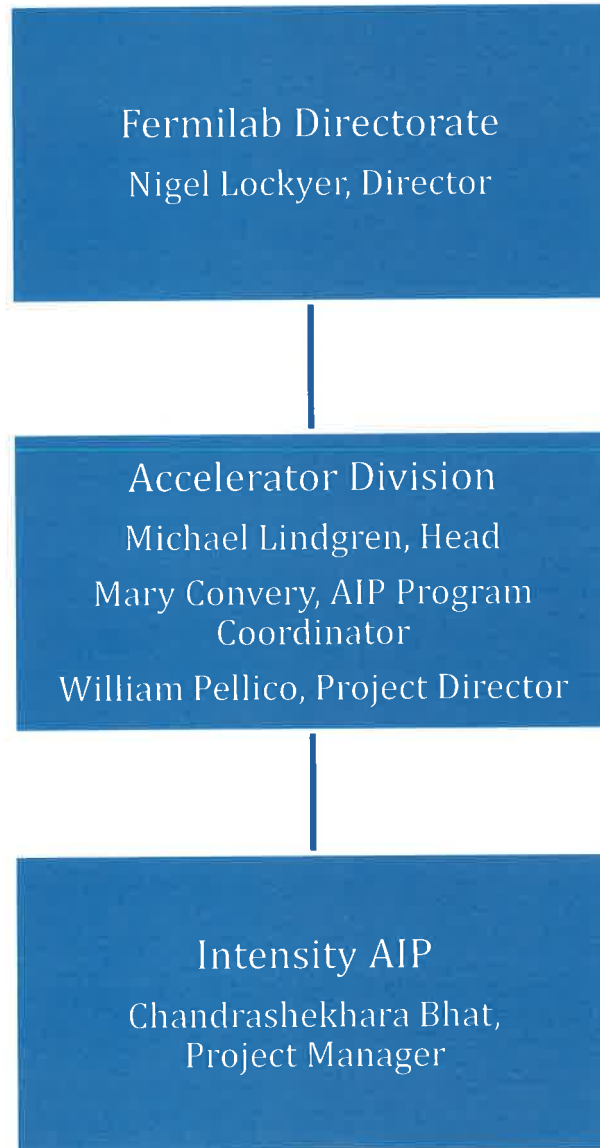 Fermilab Directorate
Nigel Lockyer, Director
Accelerator Division
Michael Lindgren, Head
Mary Convery, AIP Program
Coordinator
William Pellico, Project Director
Intensity AIP
Chandrashekhara Bhat,
Project Manager